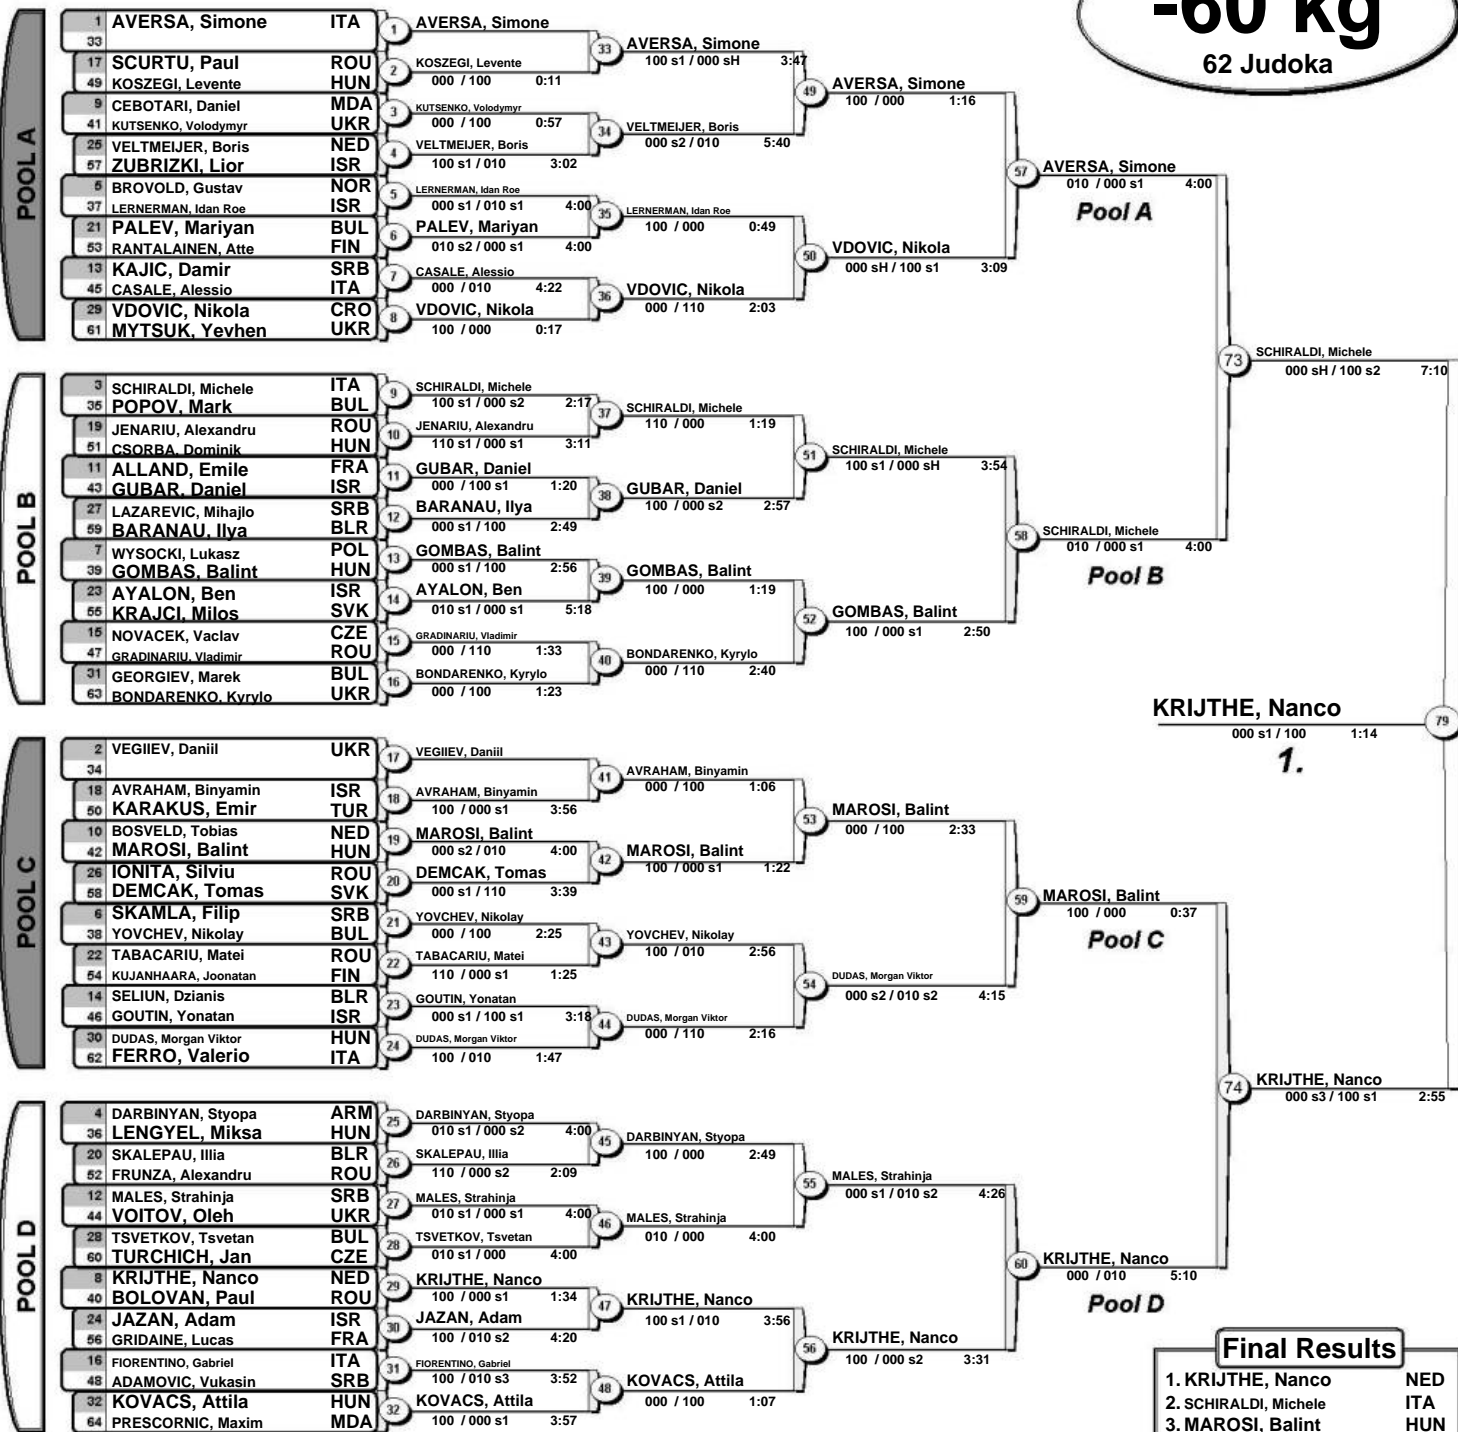 -60 kg
62 Judoka
POOL A
1 AVERSA, Simone ITA
33
17 SCURTU, Paul ROU
49 KOSZEGI, Levente HUN
9 CEBOTARI, Daniel MDA
41 KUTSENKO, Volodymyr UKR
25 VELTMEIJER, Boris NED
57 ZUBRIZKI, Lior ISR
5 BROVOLD, Gustav NOR
37 LERNERMAN, Idan Roe ISR
21 PALEV, Mariyan BUL
53 RANTALAINEN, Atte FIN
13 KAJIC, Damir SRB
45 CASALE, Alessio ITA
29 VDOVIC, Nikola CRO
61 MYTSUK, Yevhen UKR
1 AVERSA, Simone
2 KOSZEGI, Levente
000 / 100 0:11
3 KUTSENKO, Volodymyr
000 / 100 0:57
4 VELTMEIJER, Boris
100 s1 / 010 3:02
5 LERNERMAN, Idan Roe
000 s1 / 010 s1 4:00
6 PALEV, Mariyan
010 s2 / 000 s1 4:00
7 CASALE, Alessio
000 / 010 4:22
8 VDOVIC, Nikola
100 / 000 0:17
33 AVERSA, Simone
100 s1 / 000 sH 3:47
34 VELTMEIJER, Boris
000 s2 / 010 5:40
35 LERNERMAN, Idan Roe
100 / 000 0:49
36 VDOVIC, Nikola
000 / 110 2:03
49 AVERSA, Simone
100 / 000 1:16
50 VDOVIC, Nikola
000 sH / 100 s1 3:09
57 AVERSA, Simone
010 / 000 s1 4:00
Pool A
POOL B
3 SCHIRALDI, Michele ITA
35 POPOV, Mark BUL
19 JENARIU, Alexandru ROU
51 CSORBA, Dominik HUN
11 ALLAND, Emile FRA
43 GUBAR, Daniel ISR
27 LAZAREVIC, Mihajlo SRB
59 BARANAU, Ilya BLR
7 WYSOCKI, Lukasz POL
39 GOMBAS, Balint HUN
23 AYALON, Ben ISR
55 KRAJCI, Milos SVK
15 NOVACEK, Vaclav CZE
47 GRADINARIU, Vladimir ROU
31 GEORGIEV, Marek BUL
63 BONDARENKO, Kyrylo UKR
9 SCHIRALDI, Michele
100 s1 / 000 s2 2:17
10 JENARIU, Alexandru
110 s1 / 000 s1 3:11
11 GUBAR, Daniel
000 / 100 s1 1:20
12 BARANAU, Ilya
000 s1 / 100 2:49
13 GOMBAS, Balint
000 s1 / 100 2:56
14 AYALON, Ben
010 s1 / 000 s1 5:18
15 GRADINARIU, Vladimir
000 / 110 1:33
16 BONDARENKO, Kyrylo
000 / 100 1:23
37 SCHIRALDI, Michele
110 / 000 1:19
38 GUBAR, Daniel
100 / 000 s2 2:57
39 GOMBAS, Balint
100 / 000 1:19
40 BONDARENKO, Kyrylo
000 / 110 2:40
51 SCHIRALDI, Michele
100 s1 / 000 sH 3:54
52 GOMBAS, Balint
100 / 000 s1 2:50
58 SCHIRALDI, Michele
010 / 000 s1 4:00
Pool B
73 SCHIRALDI, Michele
000 sH / 100 s2 7:10
KRIJTHE, Nanco 79
000 s1 / 100 1:14
1.
POOL C
2 VEGIIEV, Daniil UKR
34
18 AVRAHAM, Binyamin ISR
50 KARAKUS, Emir TUR
10 BOSVELD, Tobias NED
42 MAROSI, Balint HUN
26 IONITA, Silviu ROU
58 DEMCAK, Tomas SVK
6 SKAMLA, Filip SRB
38 YOVCHEV, Nikolay BUL
22 TABACARIU, Matei ROU
54 KUJANHAARA, Joonatan FIN
14 SELIUN, Dzianis BLR
46 GOUTIN, Yonatan ISR
30 DUDAS, Morgan Viktor HUN
62 FERRO, Valerio ITA
17 VEGIIEV, Daniil
18 AVRAHAM, Binyamin
100 / 000 s1 3:56
19 MAROSI, Balint
000 s2 / 010 4:00
20 DEMCAK, Tomas
000 s1 / 110 3:39
21 YOVCHEV, Nikolay
000 / 100 2:25
22 TABACARIU, Matei
110 / 000 s1 1:25
23 GOUTIN, Yonatan
000 s1 / 100 s1 3:18
24 DUDAS, Morgan Viktor
100 / 010 1:47
41 AVRAHAM, Binyamin
000 / 100 1:06
42 MAROSI, Balint
100 / 000 s1 1:22
43 YOVCHEV, Nikolay
100 / 010 2:56
44 DUDAS, Morgan Viktor
000 / 110 2:16
53 MAROSI, Balint
000 / 100 2:33
54 DUDAS, Morgan Viktor
000 s2 / 010 s2 4:15
59 MAROSI, Balint
100 / 000 0:37
Pool C
74 KRIJTHE, Nanco
000 s3 / 100 s1 2:55
POOL D
4 DARBINYAN, Styopa ARM
36 LENGYEL, Miksa HUN
20 SKALEPAU, Illia BLR
52 FRUNZA, Alexandru ROU
12 MALES, Strahinja SRB
44 VOITOV, Oleh UKR
28 TSVETKOV, Tsvetan BUL
60 TURCHICH, Jan CZE
8 KRIJTHE, Nanco NED
40 BOLOVAN, Paul ROU
24 JAZAN, Adam ISR
56 GRIDAINE, Lucas FRA
16 FIORENTINO, Gabriel ITA
48 ADAMOVIC, Vukasin SRB
32 KOVACS, Attila HUN
64 PRESCORNIC, Maxim MDA
25 DARBINYAN, Styopa
010 s1 / 000 s2 4:00
26 SKALEPAU, Illia
110 / 000 s2 2:09
27 MALES, Strahinja
010 s1 / 000 s1 4:00
28 TSVETKOV, Tsvetan
010 s1 / 000 4:00
29 KRIJTHE, Nanco
100 / 000 s1 1:34
30 JAZAN, Adam
100 / 010 s2 4:20
31 FIORENTINO, Gabriel
100 / 010 s3 3:52
32 KOVACS, Attila
100 / 000 s1 3:57
45 DARBINYAN, Styopa
100 / 000 2:49
46 MALES, Strahinja
010 / 000 4:00
47 KRIJTHE, Nanco
100 s1 / 010 3:56
48 KOVACS, Attila
000 / 100 1:07
55 MALES, Strahinja
000 s1 / 010 s2 4:26
56 KRIJTHE, Nanco
100 / 000 s2 3:31
60 KRIJTHE, Nanco
000 / 010 5:10
Pool D
Final Results
1. KRIJTHE, Nanco NED
2. SCHIRALDI, Michele ITA
3. MAROSI, Balint HUN